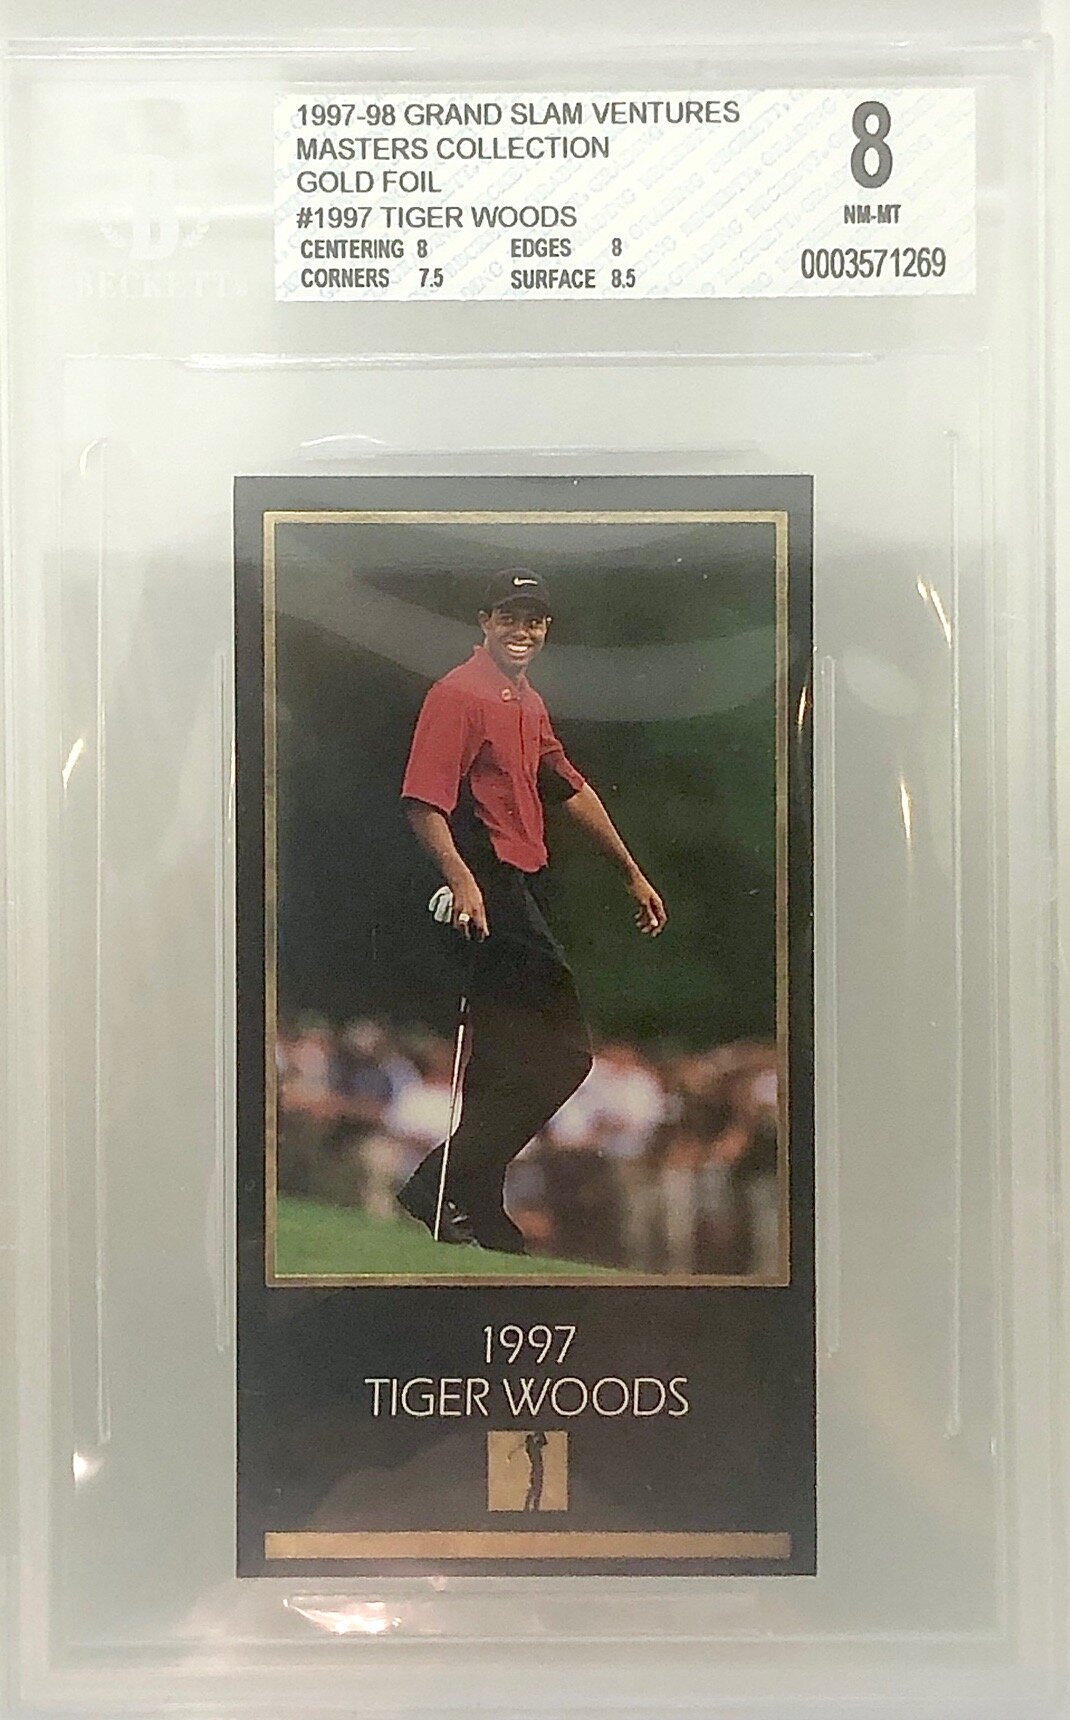 1997-98 GRAND SLAM VENTURES
MASTERS COLLECTION
GOLD FOIL
#1997 TIGER WOODS
CENTERING 8 EDGES 8
CORNERS 7.5 SURFACE 8.5
8
NM-MT
0003571269
1997
TIGER WOODS